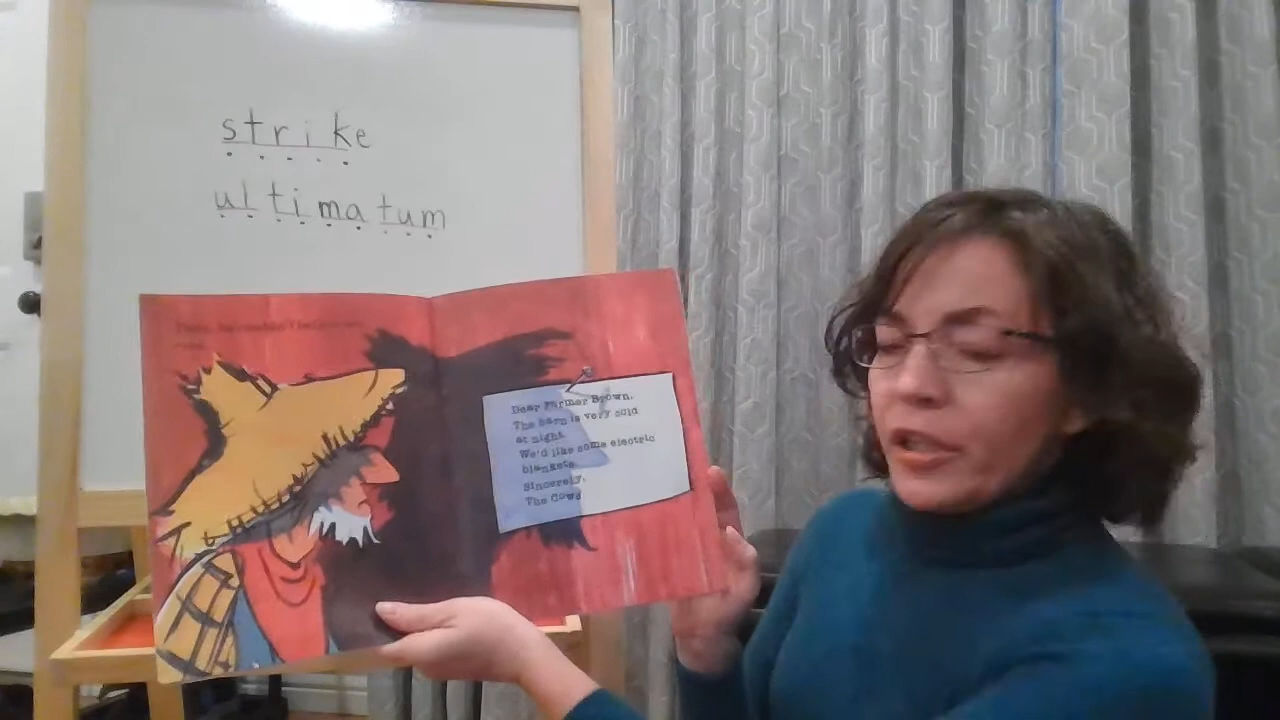 strike
ultimatum
Dear Farmer Brown,
The barn is very cold
at night.
We'd like some electric
blankets.
Sincerely,
The Cows